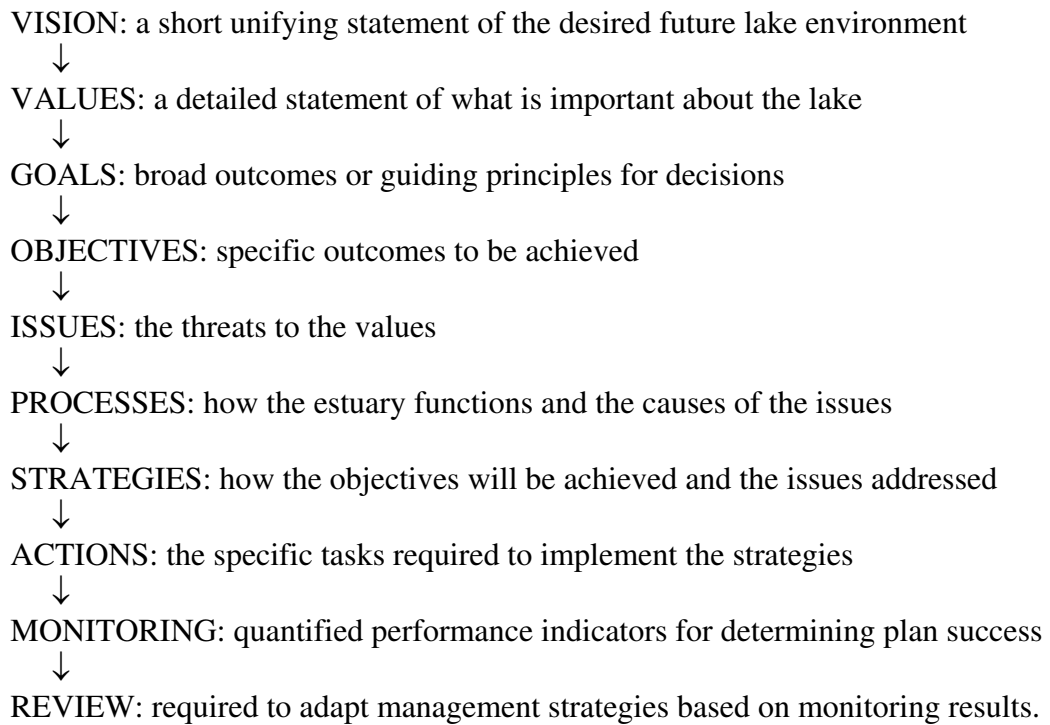 VISION: a short unifying statement of the desired future lake environment
↓
VALUES: a detailed statement of what is important about the lake
↓
GOALS: broad outcomes or guiding principles for decisions
↓
OBJECTIVES: specific outcomes to be achieved
↓
ISSUES: the threats to the values
↓
PROCESSES: how the estuary functions and the causes of the issues
↓
STRATEGIES: how the objectives will be achieved and the issues addressed
↓
ACTIONS: the specific tasks required to implement the strategies
↓
MONITORING: quantified performance indicators for determining plan success
↓
REVIEW: required to adapt management strategies based on monitoring results.